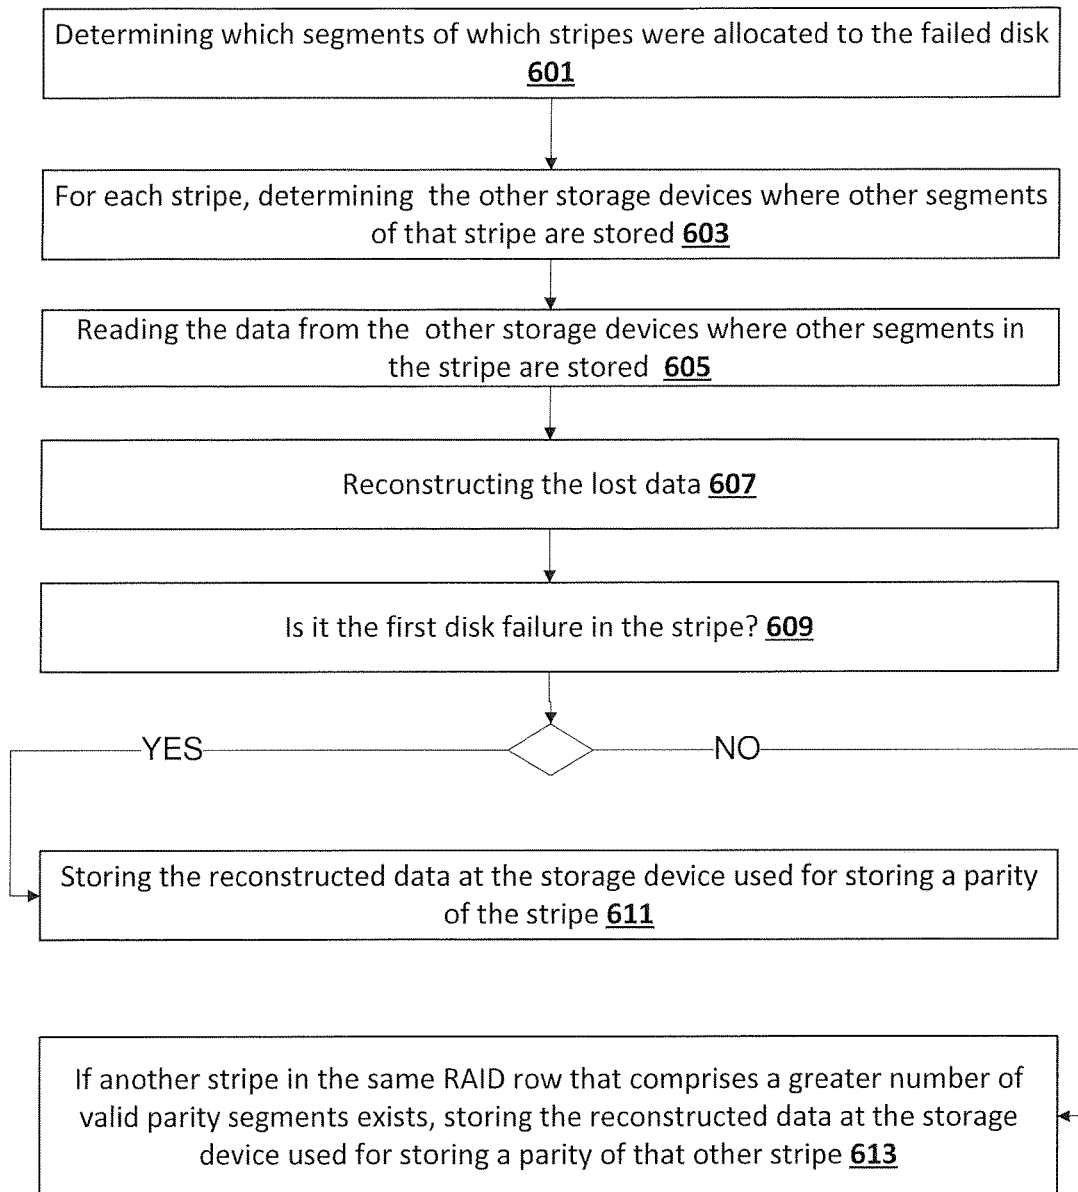 Determining which segments of which stripes were allocated to the failed disk
601
For each stripe, determining the other storage devices where other segments
of that stripe are stored 603
Reading the data from the other storage devices where other segments in
the stripe are stored 605
Reconstructing the lost data 607
Is it the first disk failure in the stripe? 609
YES
NO
Storing the reconstructed data at the storage device used for storing a parity
of the stripe 611
If another stripe in the same RAID row that comprises a greater number of
valid parity segments exists, storing the reconstructed data at the storage
device used for storing a parity of that other stripe 613